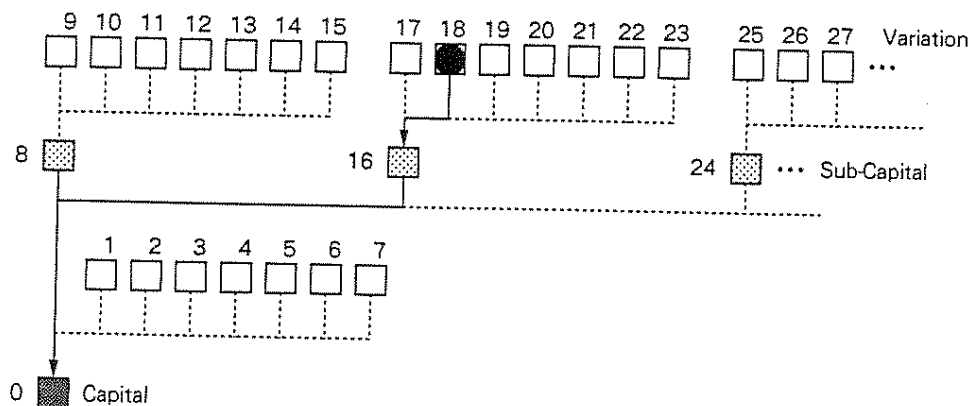 9 10 11 12 13 14 15 17 18 19 20 21 22 23 25 26 27 ••• Variation
8 16 24 ••• Sub-Capital
1 2 3 4 5 6 7
0 Capital